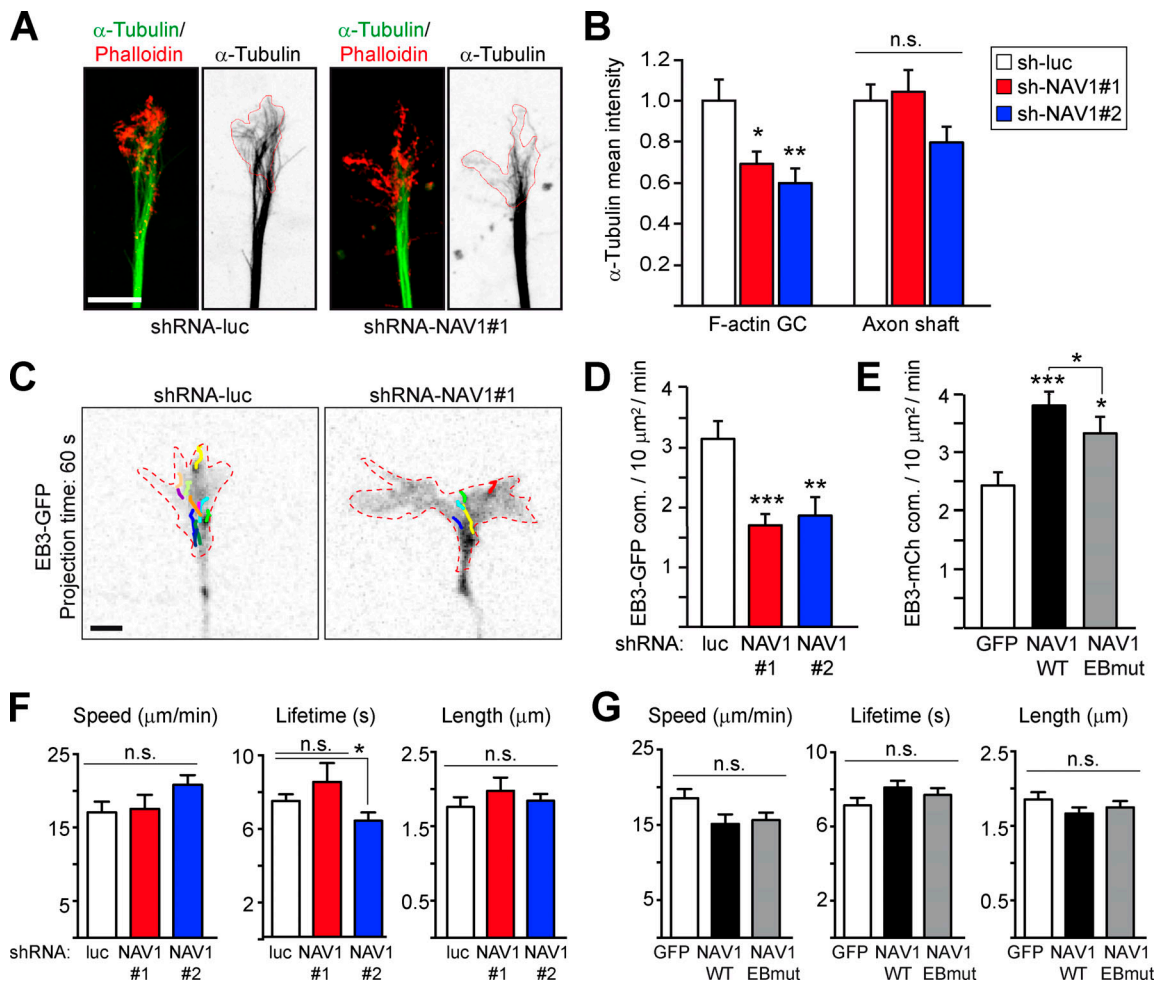 A
α-Tubulin/
Phalloidin
α-Tubulin
α-Tubulin/
Phalloidin
α-Tubulin
shRNA-luc
shRNA-NAV1#1
B
α-Tubulin mean intensity
1.2
1.0
0.8
0.6
0.4
0.2
*
**
n.s.
F-actin GC
Axon shaft
sh-luc
sh-NAV1#1
sh-NAV1#2
C
shRNA-luc
shRNA-NAV1#1
EB3-GFP
Projection time: 60 s
D
EB3-GFP com. / 10 μm² / min
4
3
2
1
***
**
shRNA:
luc
NAV1
#1
NAV1
#2
E
EB3-mCh com. / 10 μm² / min
4
3
2
1
***
*
*
GFP
NAV1
WT
NAV1
EBmut
F
Speed (μm/min)
25
15
5
n.s.
shRNA:
luc
NAV1
#1
NAV1
#2
Lifetime (s)
10
8
6
4
2
n.s.
*
luc
NAV1
#1
NAV1
#2
Length (μm)
2.5
1.5
0.5
n.s.
luc
NAV1
#1
NAV1
#2
G
Speed (μm/min)
25
15
5
n.s.
GFP
NAV1
WT
NAV1
EBmut
Lifetime (s)
10
8
6
4
2
n.s.
GFP
NAV1
WT
NAV1
EBmut
Length (μm)
2.5
1.5
0.5
n.s.
GFP
NAV1
WT
NAV1
EBmut